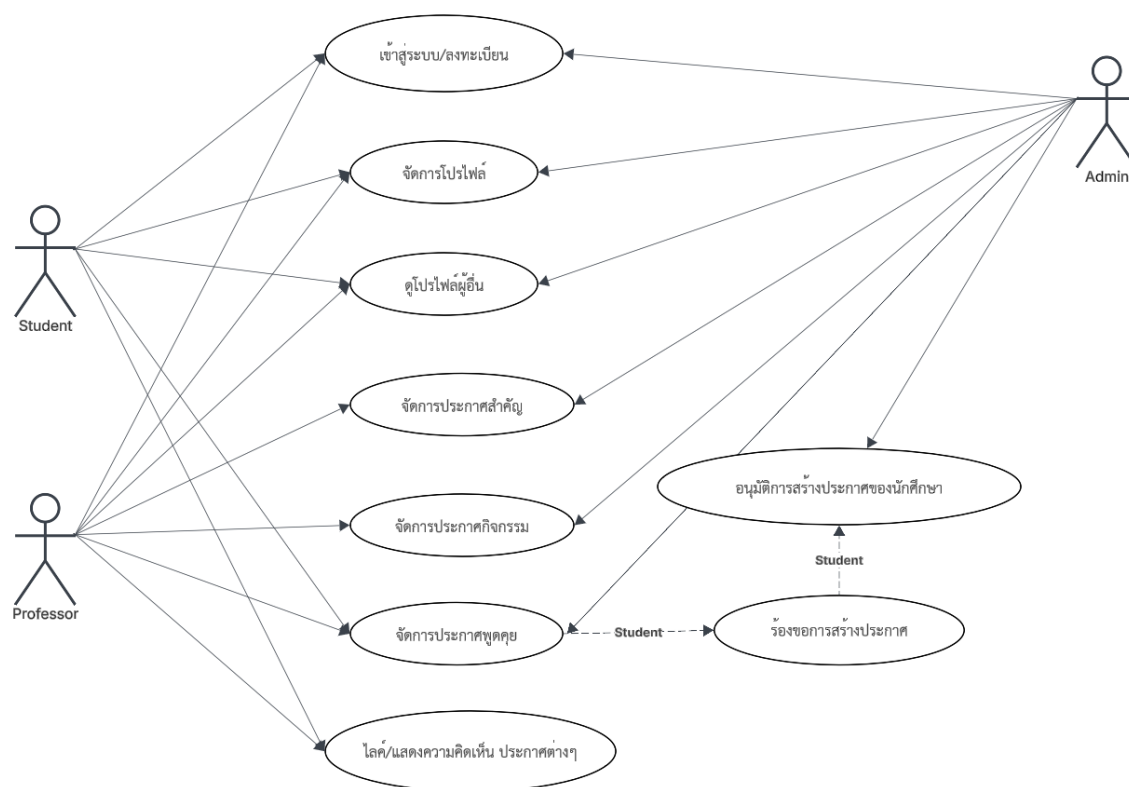 เข้าสู่ระบบ/ลงทะเบียน
Admin
จัดการโปรไฟล์
Student
ดูโปรไฟล์ผู้อื่น
จัดการประกาศสำคัญ
อนุมัติการสร้างประกาศของนักศึกษา
Professor
จัดการประกาศกิจกรรม
Student
จัดการประกาศพูดคุย
Student
ร้องขอการสร้างประกาศ
ไลค์/แสดงความคิดเห็น ประกาศต่างๆ